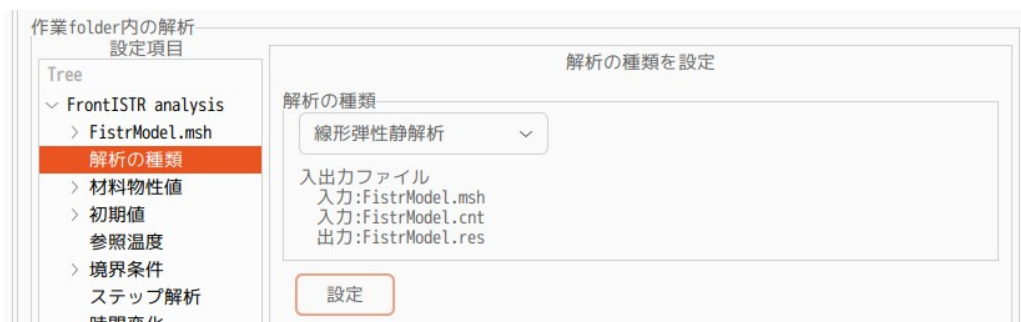 作業folder内の解析
設定項目
Tree
FrontISTR analysis
FistrModel.msh
解析の種類
材料物性値
初期値
参照温度
境界条件
ステップ解析
時間変化
解析の種類を設定
解析の種類
線形弾性静解析
入出力ファイル
入力:FistrModel.msh
入力:FistrModel.cnt
出力:FistrModel.res
設定